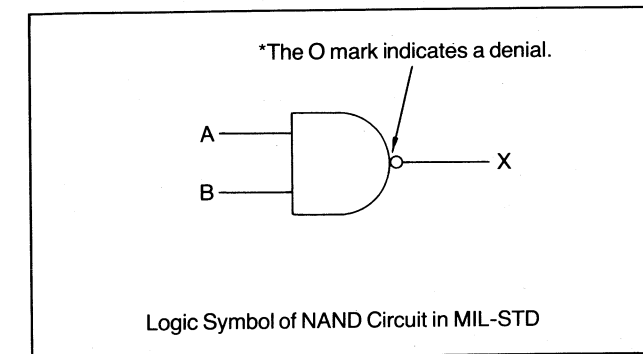 *The O mark indicates a denial.
A
B
X
Logic Symbol of NAND Circuit in MIL-STD